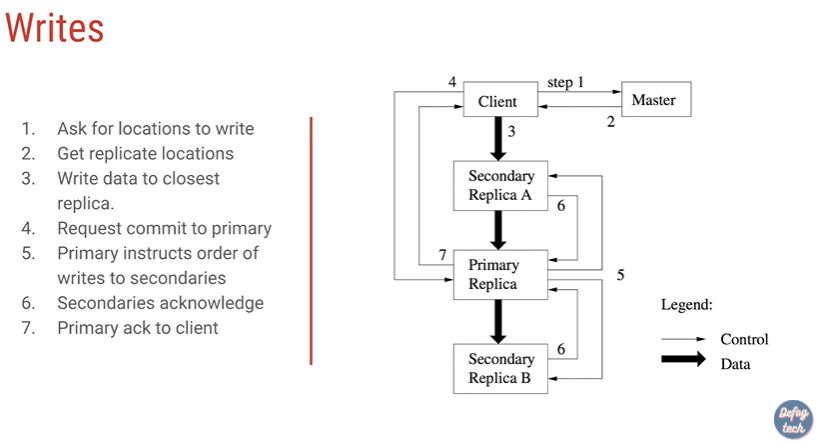 Writes
1. Ask for locations to write
2. Get replicate locations
3. Write data to closest
replica.
4. Request commit to primary
5. Primary instructs order of
writes to secondaries
6. Secondaries acknowledge
7. Primary ack to client
4
step 1
Client
Master
2
3
Secondary
Replica A
6
7
Primary
Replica
5
Secondary
Replica B
6
Legend:
Control
Data
Defog
tech